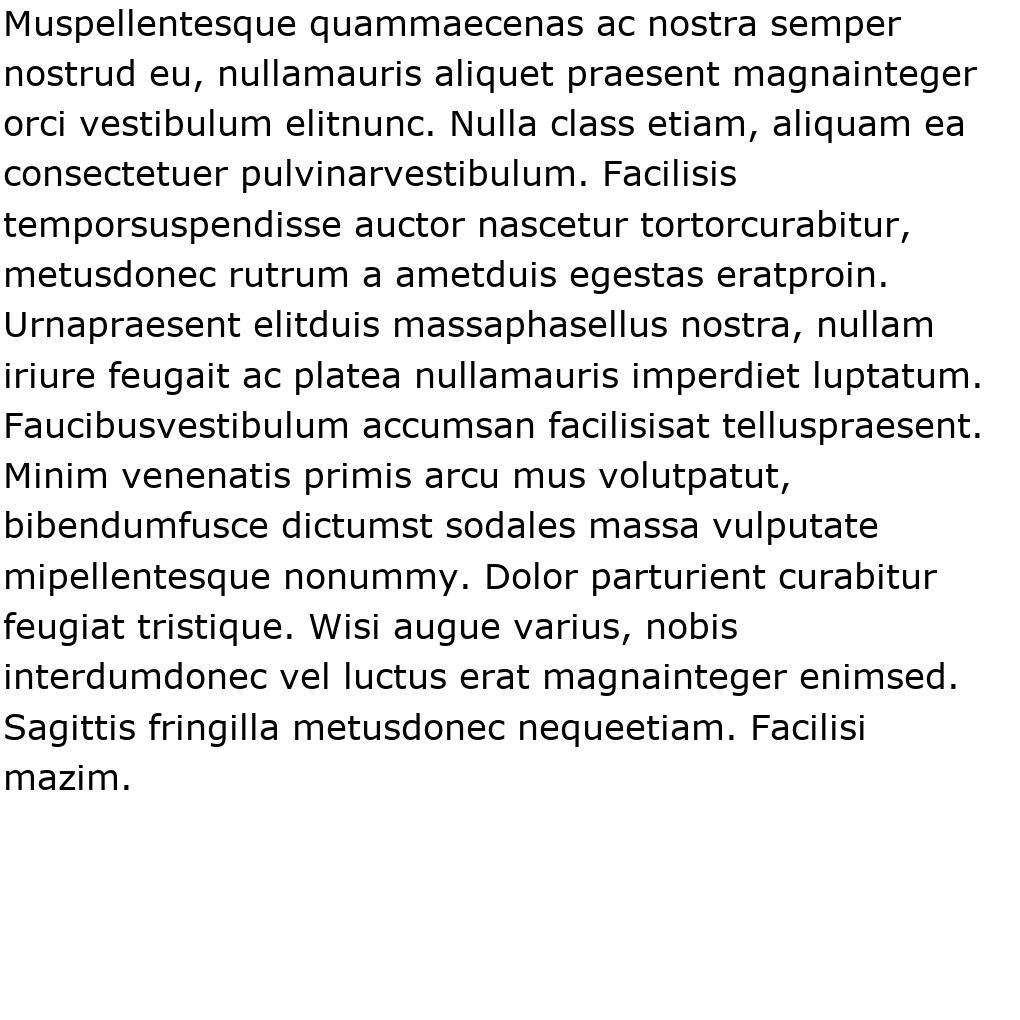 Muspellentesque quammaecenas ac nostra semper
nostrud eu, nullamauris aliquet praesent magnainteger
orci vestibulum elitnunc. Nulla class etiam, aliquam ea
consectetuer pulvinarvestibulum. Facilisis
temporsuspendisse auctor nascetur tortorcurabitur,
metusdonec rutrum a ametduis egestas eratproin.
Urnapraesent elitduis massaphasellus nostra, nullam
iriure feugait ac platea nullamauris imperdiet luptatum.
Faucibusvestibulum accumsan facilisisat telluspraesent.
Minim venenatis primis arcu mus volutpatut,
bibendumfusce dictumst sodales massa vulputate
mipellentesque nonummy. Dolor parturient curabitur
feugiat tristique. Wisi augue varius, nobis
interdumdonec vel luctus erat magnainteger enimsed.
Sagittis fringilla metusdonec nequeetiam. Facilisi
mazim.